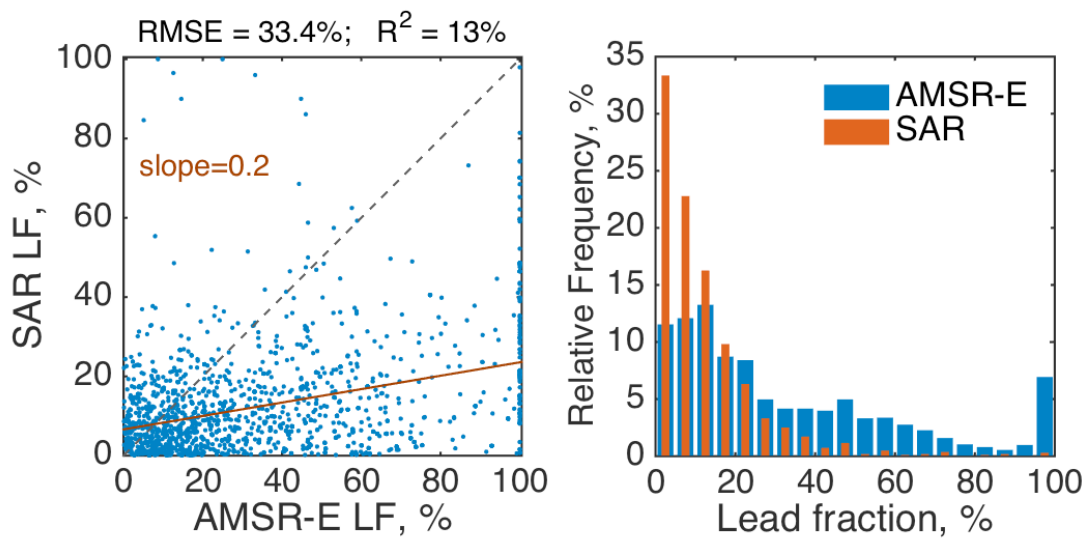 RMSE = 33.4%; R² = 13%
100
80
60
40
20
0
SAR LF, %
slope=0.2
0 20 40 60 80 100
AMSR-E LF, %
35
30
25
20
15
10
5
0
Relative Frequency, %
AMSR-E
SAR
0 20 40 60 80 100
Lead fraction, %